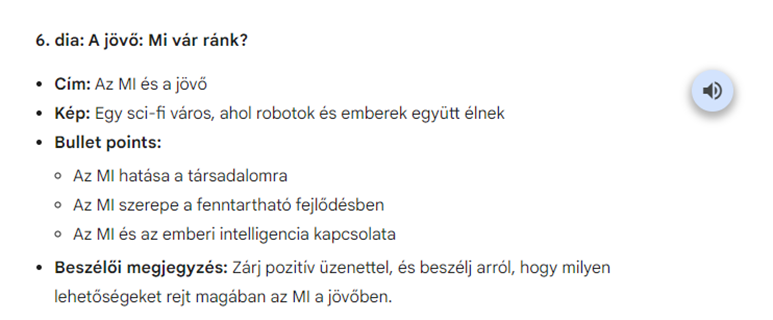 6. dia: A jövő: Mi vár ránk?
• Cím: Az MI és a jövő
• Kép: Egy sci-fi város, ahol robotok és emberek együtt élnek
• Bullet points:
○ Az MI hatása a társadalomra
○ Az MI szerepe a fenntartható fejlődésben
○ Az MI és az emberi intelligencia kapcsolata
• Beszélői megjegyzés: Zárj pozitív üzenettel, és beszélj arról, hogy milyen
lehetőségeket rejt magában az MI a jövőben.